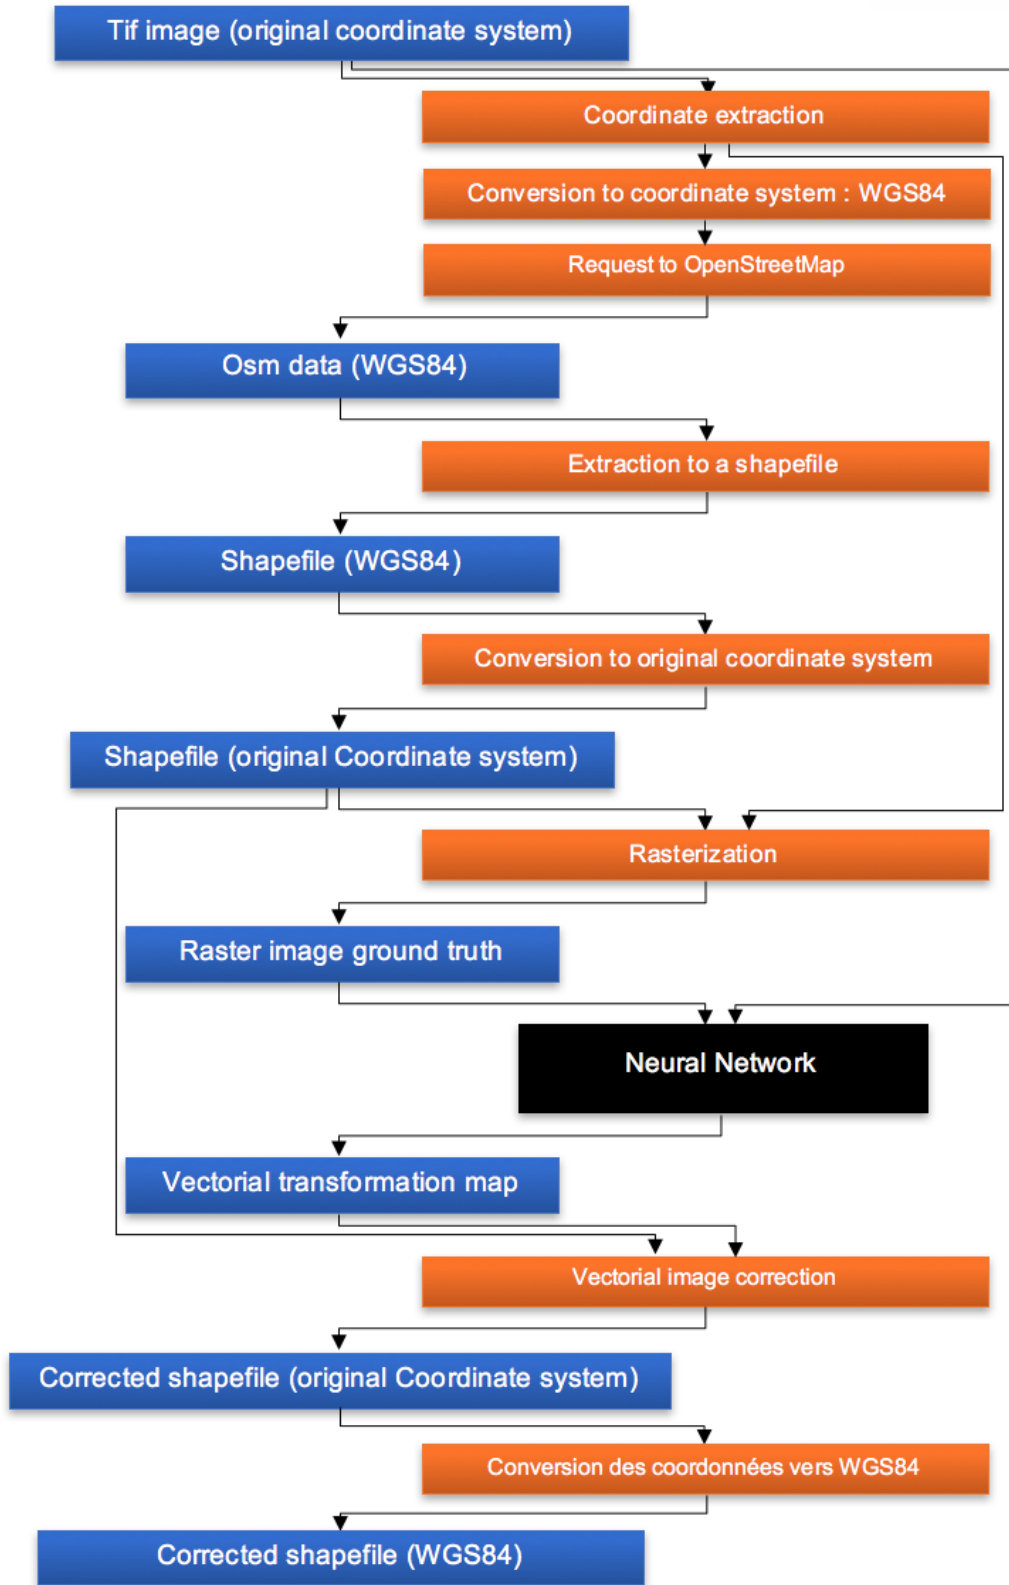 Tif image (original coordinate system)
Coordinate extraction
Conversion to coordinate system : WGS84
Request to OpenStreetMap
Osm data (WGS84)
Extraction to a shapefile
Shapefile (WGS84)
Conversion to original coordinate system
Shapefile (original Coordinate system)
Rasterization
Raster image ground truth
Neural Network
Vectorial transformation map
Vectorial image correction
Corrected shapefile (original Coordinate system)
Conversion des coordonnées vers WGS84
Corrected shapefile (WGS84)